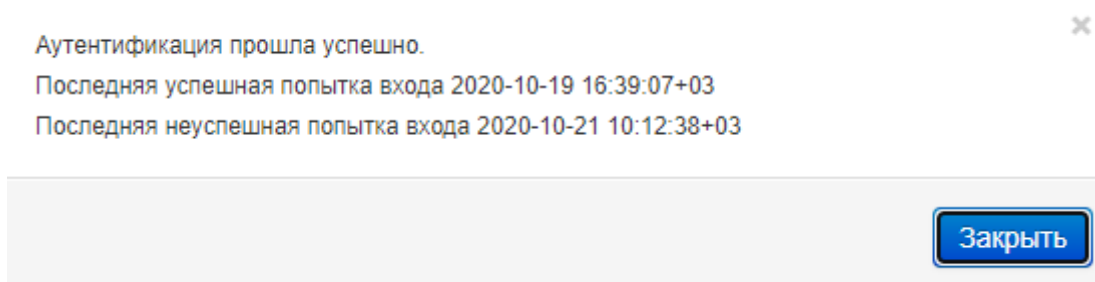 Аутентификация прошла успешно.
Последняя успешная попытка входа 2020-10-19 16:39:07+03
Последняя неуспешная попытка входа 2020-10-21 10:12:38+03
Закрыть